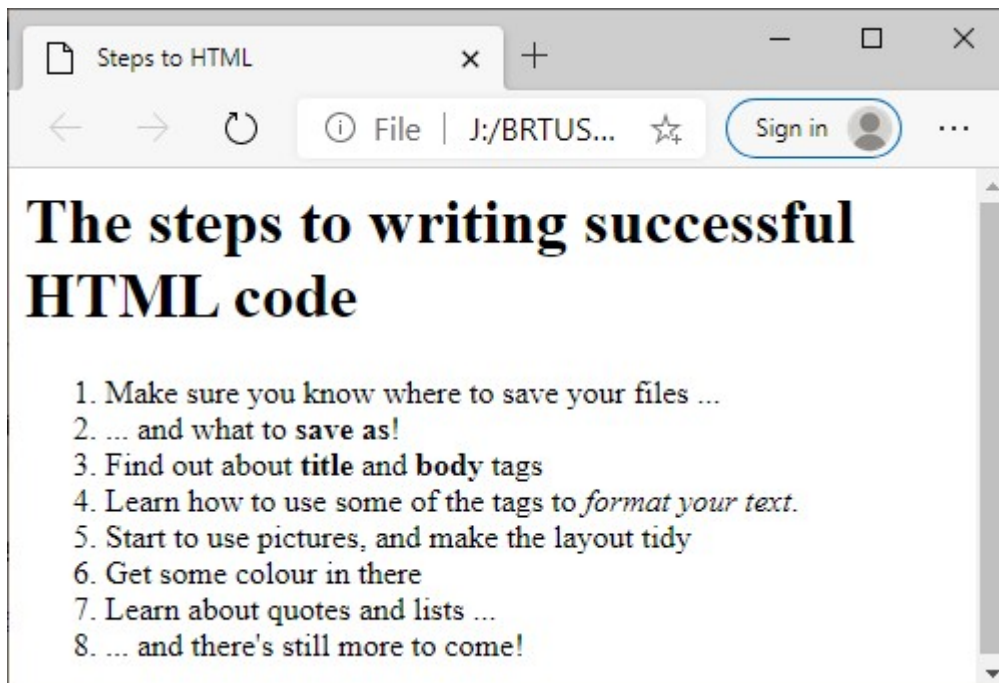 Steps to HTML
File | J:/BRTUS...
Sign in
The steps to writing successful
HTML code
1. Make sure you know where to save your files ...
2. ... and what to save as!
3. Find out about title and body tags
4. Learn how to use some of the tags to format your text.
5. Start to use pictures, and make the layout tidy
6. Get some colour in there
7. Learn about quotes and lists ...
8. ... and there's still more to come!